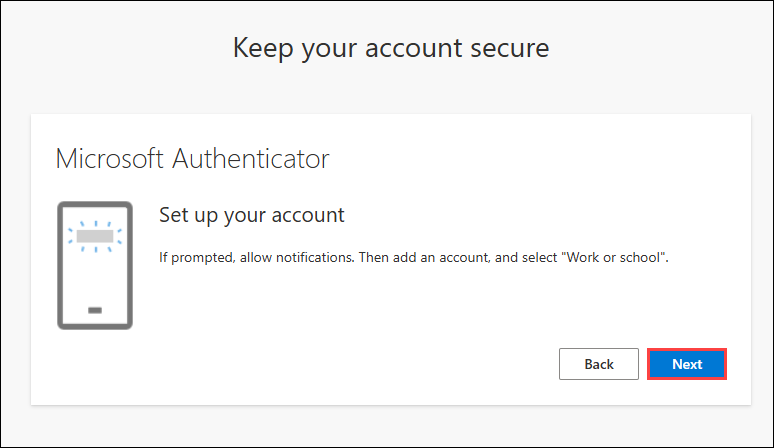 Keep your account secure
Microsoft Authenticator
Set up your account
If prompted, allow notifications. Then add an account, and select "Work or school".
Back
Next